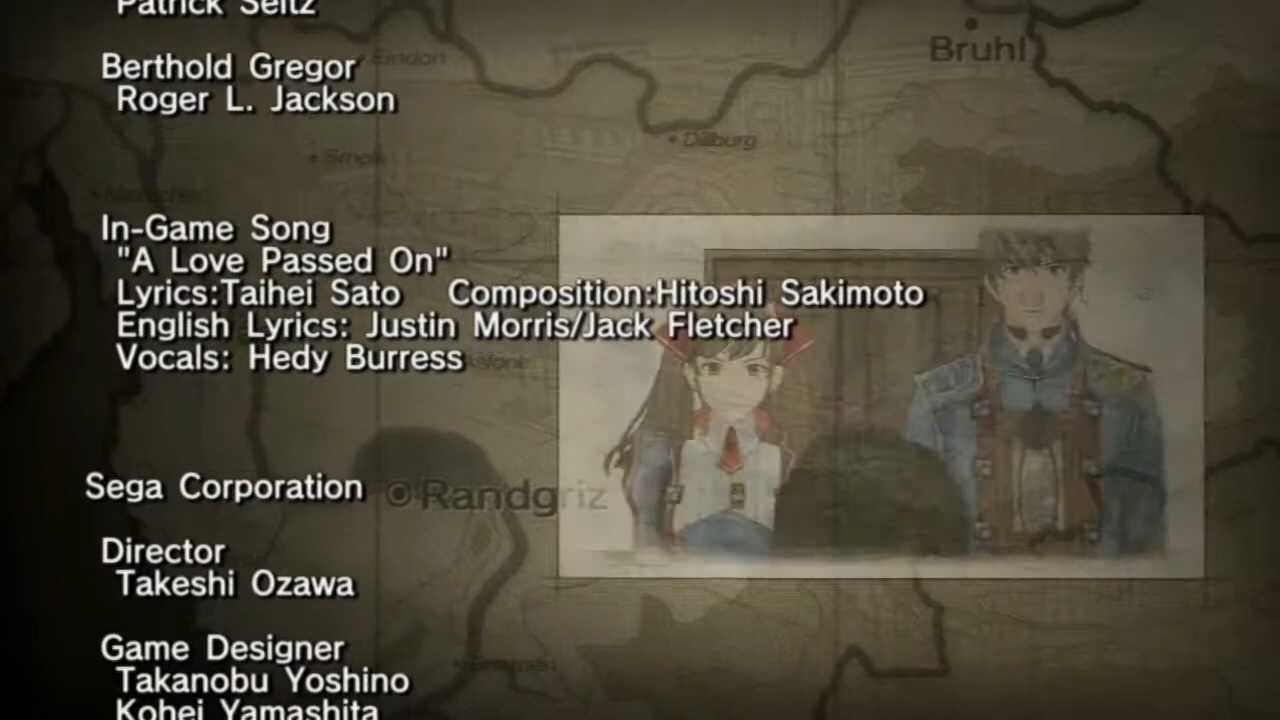 Patrick Seitz
Bruhl
Eindon
Berthold Gregor
Roger L. Jackson
Dillburg
In-Game Song
"A Love Passed On"
Lyrics:Taihei Sato Composition:Hitoshi Sakimoto
English Lyrics: Justin Morris/Jack Fletcher
Vocals: Hedy Burress
Sega Corporation
Randgriz
Director
Takeshi Ozawa
Game Designer
Takanobu Yoshino
Kohei Yamashita